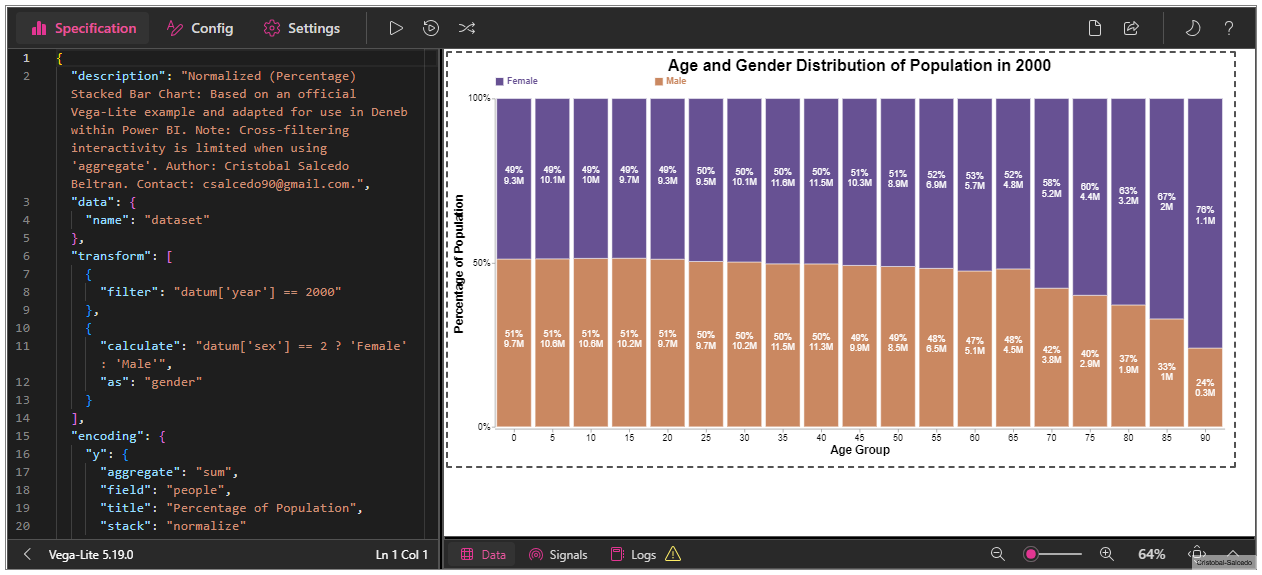 Specification Config Settings
1 {
2 "description": "Normalized (Percentage)
Stacked Bar Chart: Based on an official
Vega-Lite example and adapted for use in Deneb
within Power BI. Note: Cross-filtering
interactivity is limited when using
'aggregate'. Author: Cristobal Salcedo
Beltran. Contact: csalcedo90@gmail.com.",
3 "data": {
4 "name": "dataset"
5 },
6 "transform": [
7 {
8 "filter": "datum['year'] == 2000"
9 },
10 {
11 "calculate": "datum['sex'] == 2 ? 'Female'
: 'Male'",
12 "as": "gender"
13 }
14 ],
15 "encoding": {
16 "y": {
17 "aggregate": "sum",
18 "field": "people",
19 "title": "Percentage of Population",
20 "stack": "normalize"
Vega-Lite 5.19.0 Ln 1 Col 1
Age and Gender Distribution of Population in 2000
Female Male
Percentage of Population
100%
50%
0%
49% 49% 49% 49% 49% 50% 50% 50% 50% 51% 51% 52% 53% 52% 58% 60% 63% 67% 76%
9.3M 10.1M 10M 9.7M 9.3M 9.5M 10.1M 11.6M 11.5M 10.3M 8.9M 6.9M 5.7M 4.8M 5.2M 4.4M 3.2M 2M 1.1M
51% 51% 51% 51% 51% 50% 50% 50% 50% 49% 49% 48% 47% 48% 42% 40% 37% 33% 24%
9.7M 10.6M 10.6M 10.2M 9.7M 9.7M 10.2M 11.5M 11.3M 9.9M 8.5M 6.5M 5.1M 4.5M 3.8M 2.9M 1.9M 1M 0.3M
0 5 10 15 20 25 30 35 40 45 50 55 60 65 70 75 80 85 90
Age Group
Data Signals Logs 64%
Cristobal-Salcedo